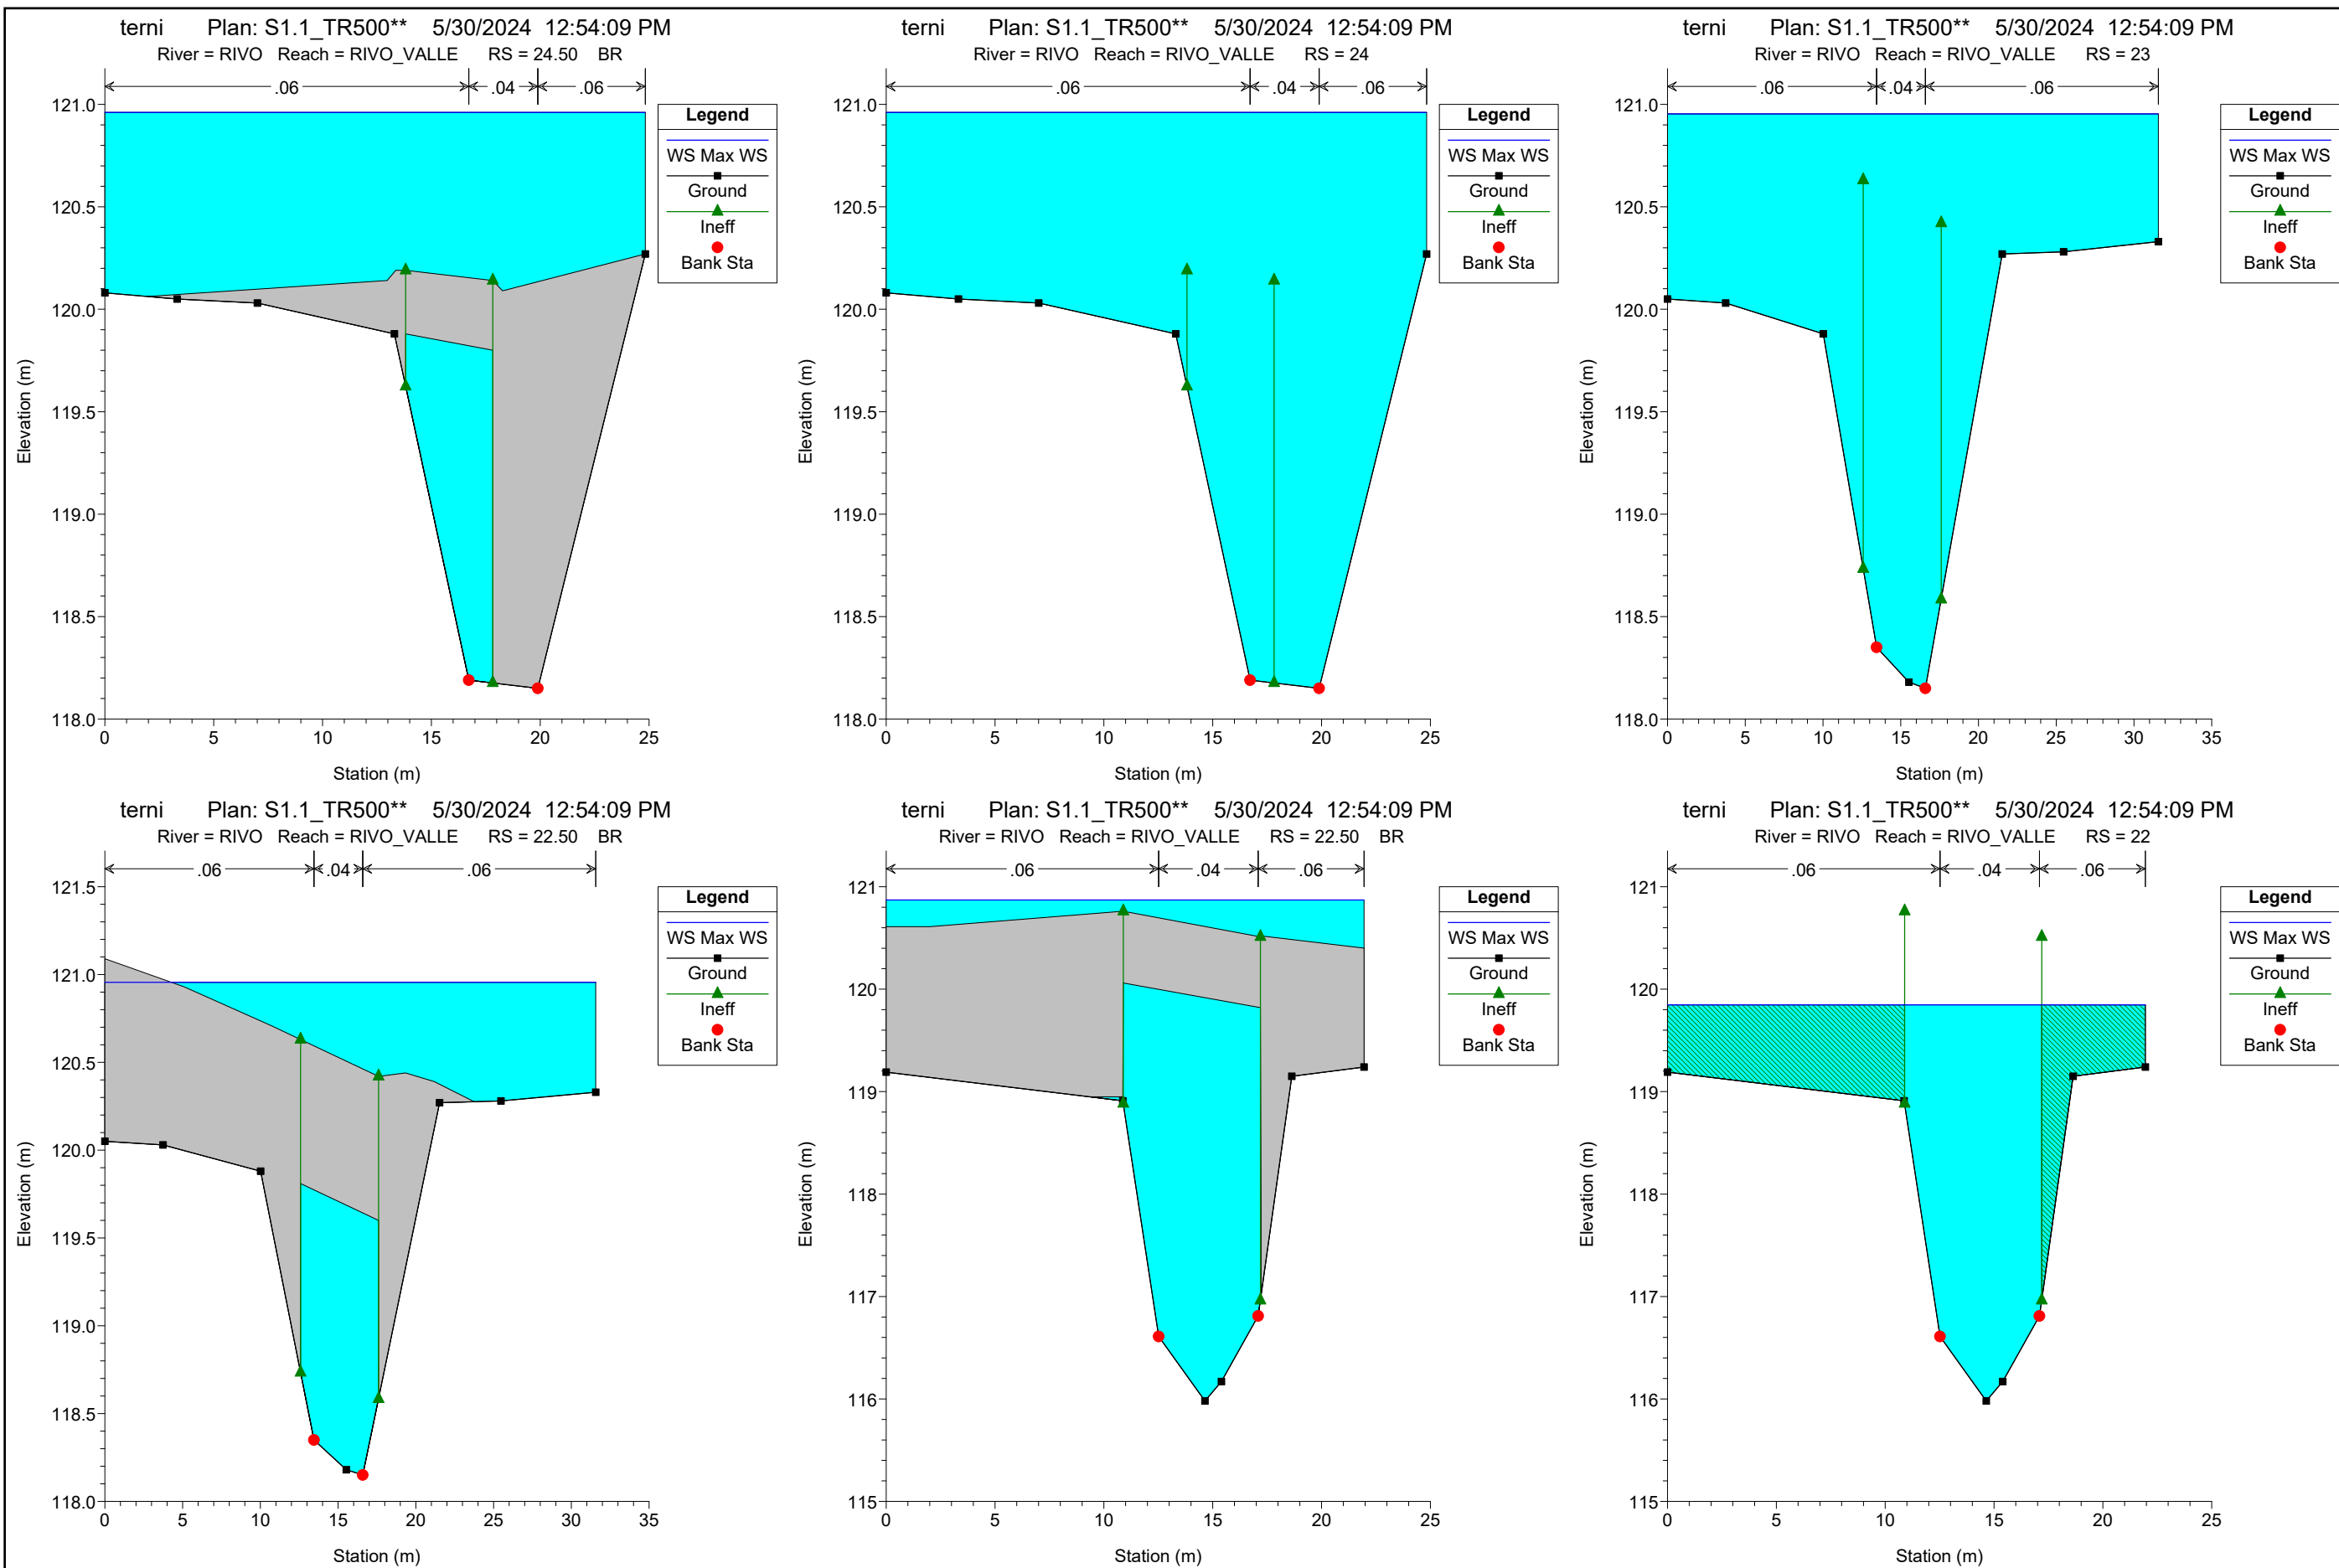 terni Plan: S1.1_TR500** 5/30/2024 12:54:09 PM
River = RIVO Reach = RIVO_VALLE RS = 24.50 BR
.06 .04 .06
121.0
120.5
120.0
119.5
119.0
118.5
118.0
0 5 10 15 20 25
Station (m)
Elevation (m)
Legend
WS Max WS
Ground
Ineff
Bank Sta
terni Plan: S1.1_TR500** 5/30/2024 12:54:09 PM
River = RIVO Reach = RIVO_VALLE RS = 24
.06 .04 .06
121.0
120.5
120.0
119.5
119.0
118.5
118.0
0 5 10 15 20 25
Station (m)
Elevation (m)
Legend
WS Max WS
Ground
Ineff
Bank Sta
terni Plan: S1.1_TR500** 5/30/2024 12:54:09 PM
River = RIVO Reach = RIVO_VALLE RS = 23
.06 .04 .06
121.0
120.5
120.0
119.5
119.0
118.5
118.0
0 5 10 15 20 25 30 35
Station (m)
Elevation (m)
Legend
WS Max WS
Ground
Ineff
Bank Sta
terni Plan: S1.1_TR500** 5/30/2024 12:54:09 PM
River = RIVO Reach = RIVO_VALLE RS = 22.50 BR
.06 .04 .06
121.5
121.0
120.5
120.0
119.5
119.0
118.5
118.0
0 5 10 15 20 25 30 35
Station (m)
Elevation (m)
Legend
WS Max WS
Ground
Ineff
Bank Sta
terni Plan: S1.1_TR500** 5/30/2024 12:54:09 PM
River = RIVO Reach = RIVO_VALLE RS = 22.50 BR
.06 .04 .06
121
120
119
118
117
116
115
0 5 10 15 20 25
Station (m)
Elevation (m)
Legend
WS Max WS
Ground
Ineff
Bank Sta
terni Plan: S1.1_TR500** 5/30/2024 12:54:09 PM
River = RIVO Reach = RIVO_VALLE RS = 22
.06 .04 .06
121
120
119
118
117
116
115
0 5 10 15 20 25
Station (m)
Elevation (m)
Legend
WS Max WS
Ground
Ineff
Bank Sta